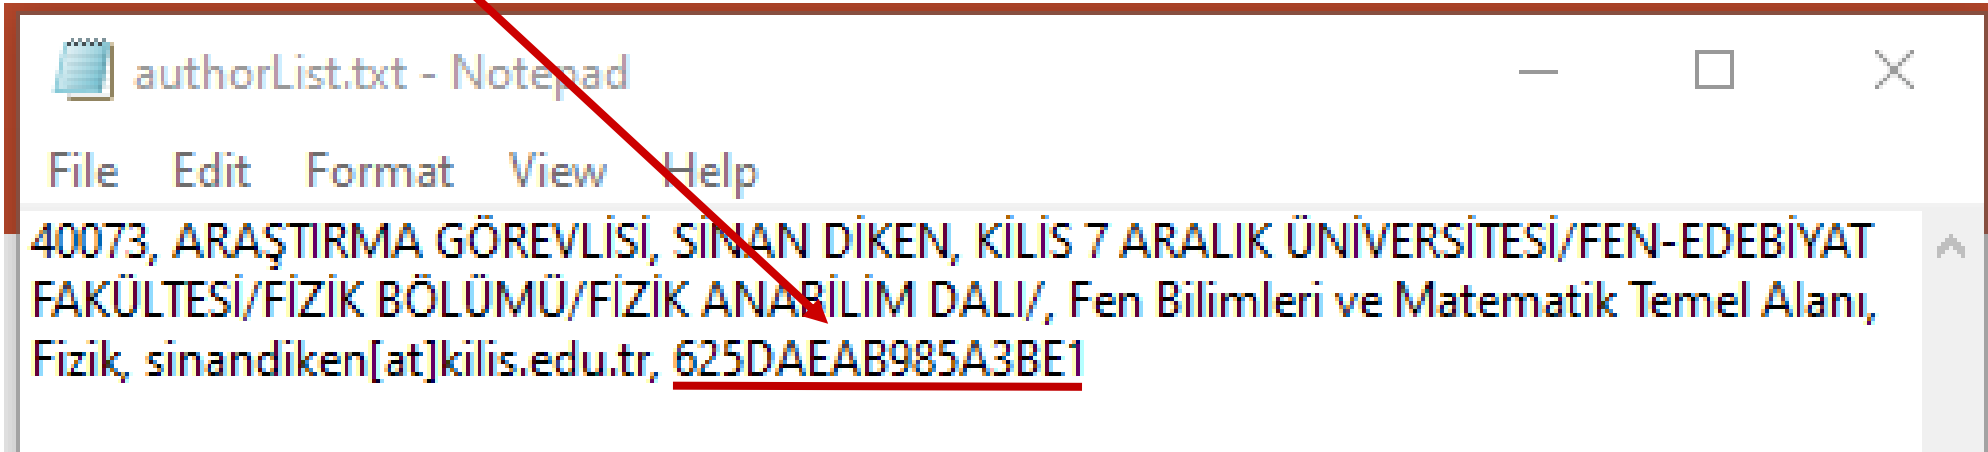 authorList.txt - Notepad
File Edit Format View Help
40073, ARAŞTIRMA GÖREVLİSİ, SİNAN DİKEN, KİLİS 7 ARALIK ÜNİVERSİTESİ/FEN-EDEBİYAT
FAKÜLTESİ/FİZİK BÖLÜMÜ/FİZİK ANABİLİM DALI/, Fen Bilimleri ve Matematik Temel Alanı,
Fizik, sinandiken[at]kilis.edu.tr, 625DAEAB985A3BE1